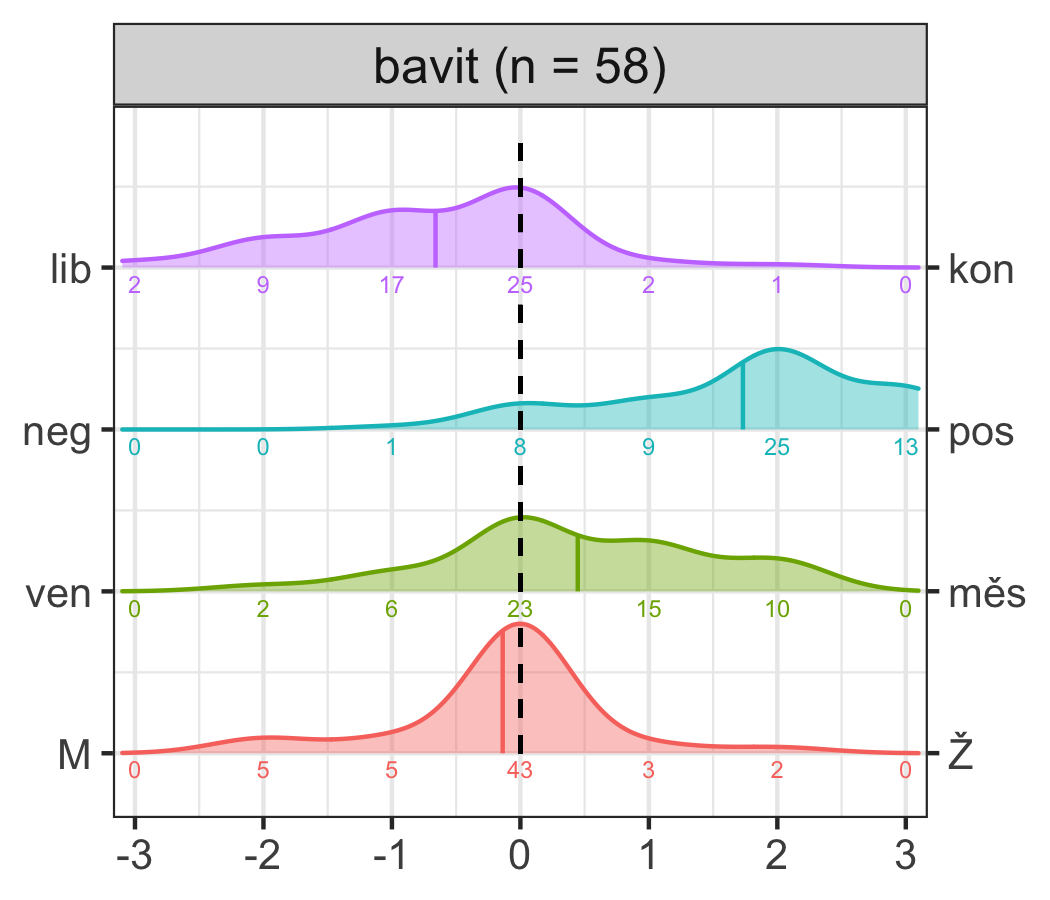 bavit (n = 58)
lib kon
2 9 17 25 2 1 0
neg pos
0 0 1 8 9 25 13
ven měs
0 2 6 23 15 10 0
M Ž
0 5 5 43 3 2 0
-3 -2 -1 0 1 2 3